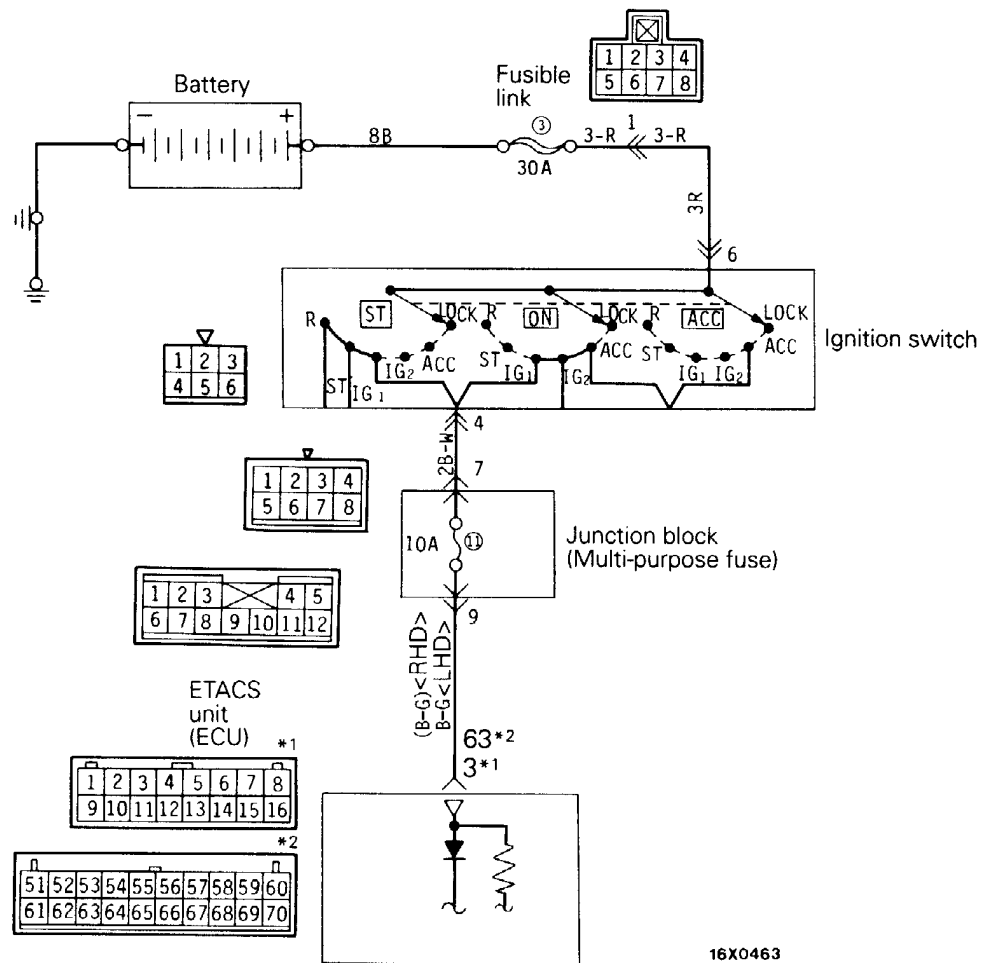 Battery
Fusible
link
1 2 3 4
5 6 7 8
− +
8B
③
30A
3-R 1 3-R
3R
6
R ST LOCK R ON LOCK R ACC LOCK
ACC ST ACC ST ACC
IG2 IG1 IG2 IG1 IG2
ST IG1
Ignition switch
1 2 3
4 5 6
4
2B-W
7
1 2 3 4
5 6 7 8
10A ⑪
Junction block
(Multi-purpose fuse)
1 2 3 4 5
6 7 8 9 10 11 12
9
(B-G)<RHD>
B-G<LHD>
ETACS
unit
(ECU)
*1
63*2
3*1
1 2 3 4 5 6 7 8
9 10 11 12 13 14 15 16
*2
51 52 53 54 55 56 57 58 59 60
61 62 63 64 65 66 67 68 69 70
16X0463